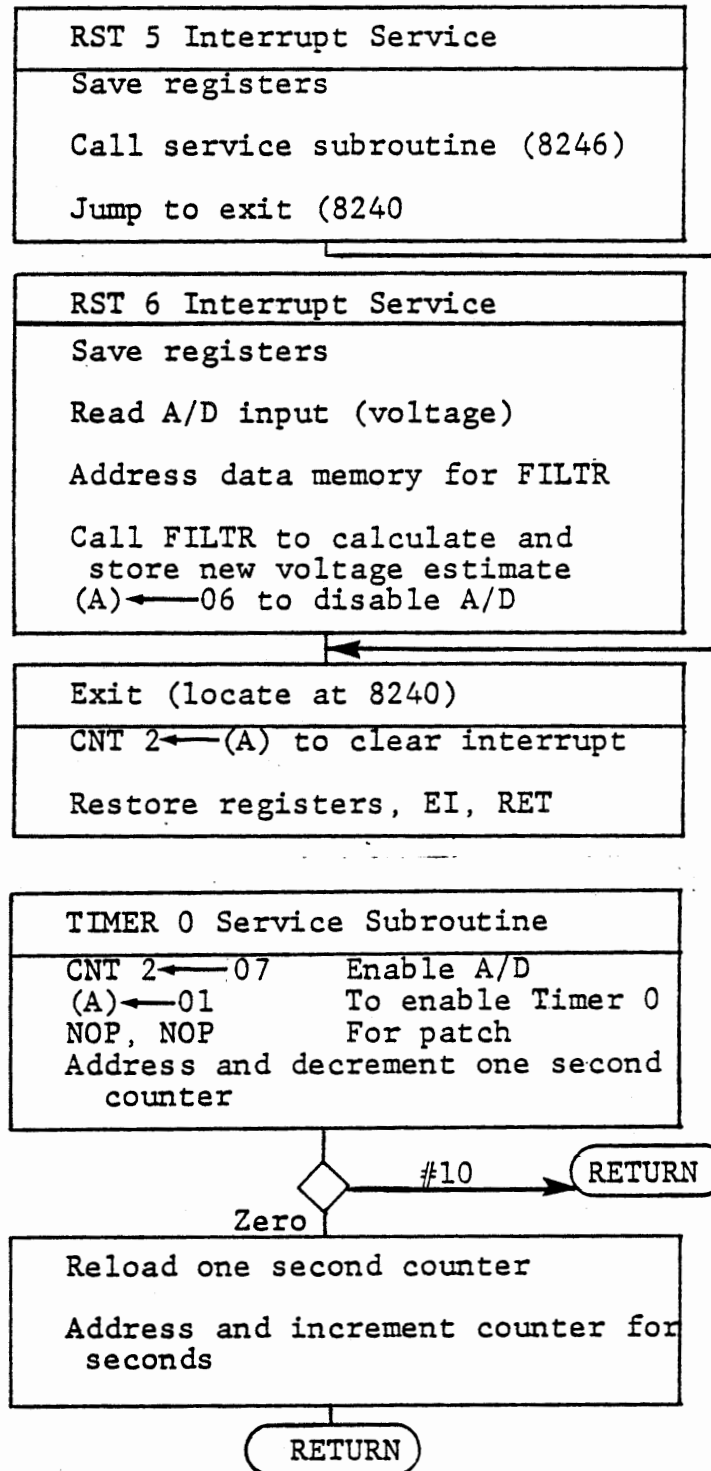 RST 5 Interrupt Service
Save registers
Call service subroutine (8246)
Jump to exit (8240
RST 6 Interrupt Service
Save registers
Read A/D input (voltage)
Address data memory for FILTR
Call FILTR to calculate and
store new voltage estimate
(A)←06 to disable A/D
Exit (locate at 8240)
CNT 2←(A) to clear interrupt
Restore registers, EI, RET
TIMER 0 Service Subroutine
CNT 2←07 Enable A/D
(A)←01 To enable Timer 0
NOP, NOP For patch
Address and decrement one second
counter
#10
RETURN
Zero
Reload one second counter
Address and increment counter for
seconds
RETURN